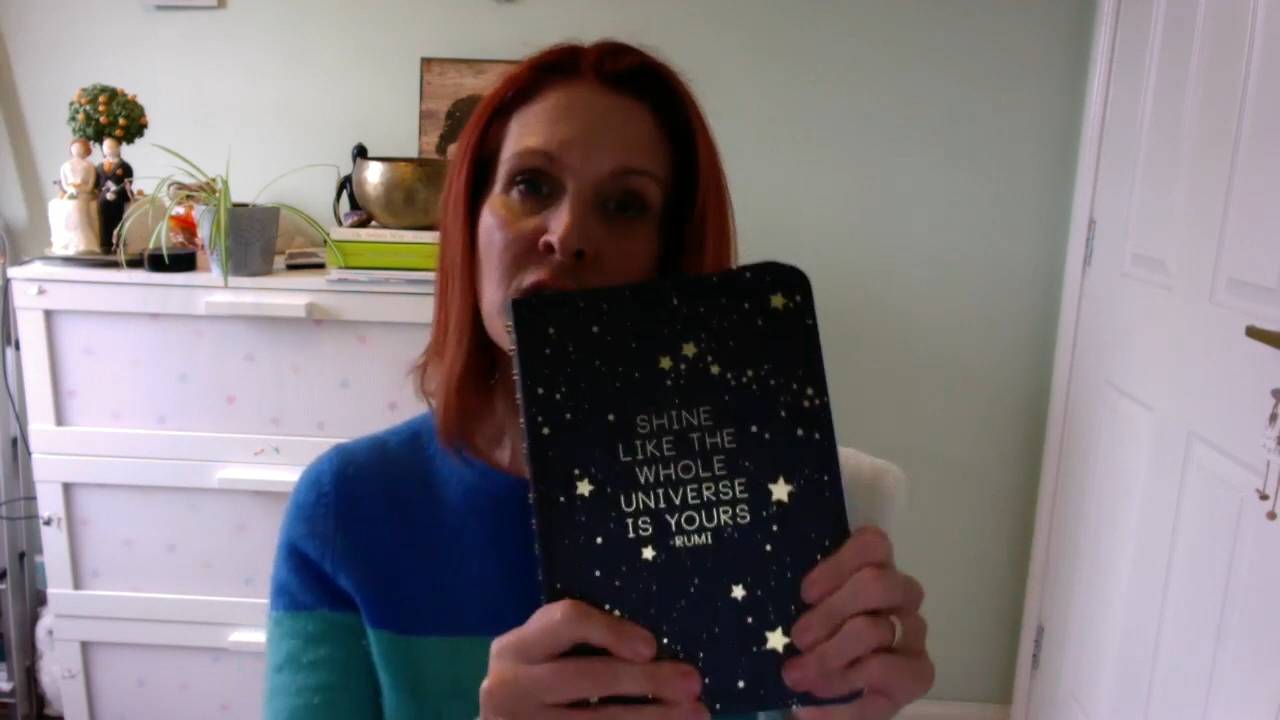 SHINE
LIKE THE
WHOLE
UNIVERSE
IS YOURS
-RUMI